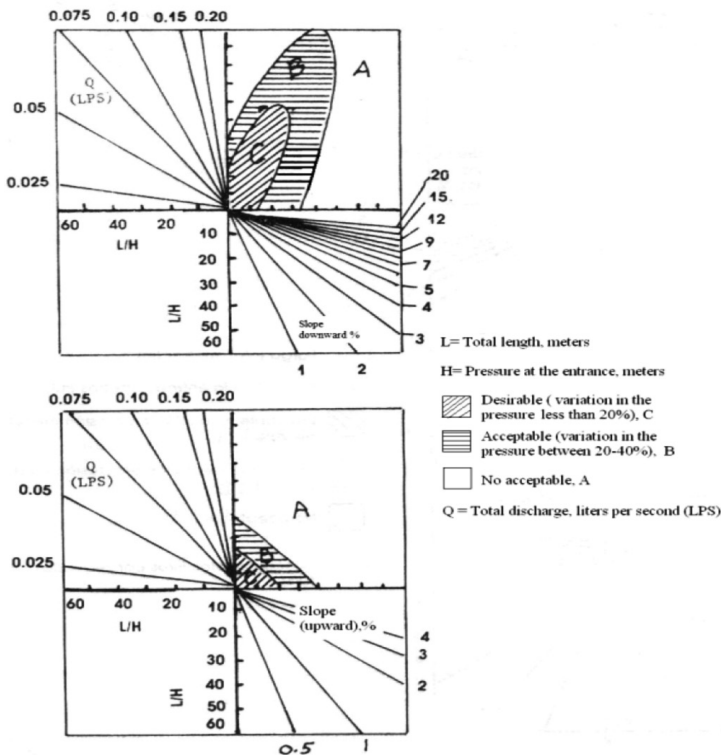 0.075 0.10 0.15 0.20
Q
(LPS)
B
A
C
0.05
0.025
60 40 20
L/H
20
15
12
9
7
5
4
3
10
20
30
40
50
60
L/H
Slope
downward %
1 2
L= Total length, meters
H= Pressure at the entrance, meters
Desirable ( variation in the
pressure less than 20%), C
Acceptable (variation in the
pressure between 20-40%), B
No acceptable, A
Q = Total discharge, liters per second (LPS)
0.075 0.10 0.15 0.20
Q
(LPS)
A
B
C
0.05
0.025
60 40 20
L/H
10
20
30
40
50
60
L/H
Slope
(upward),%
4
3
2
0.5 1